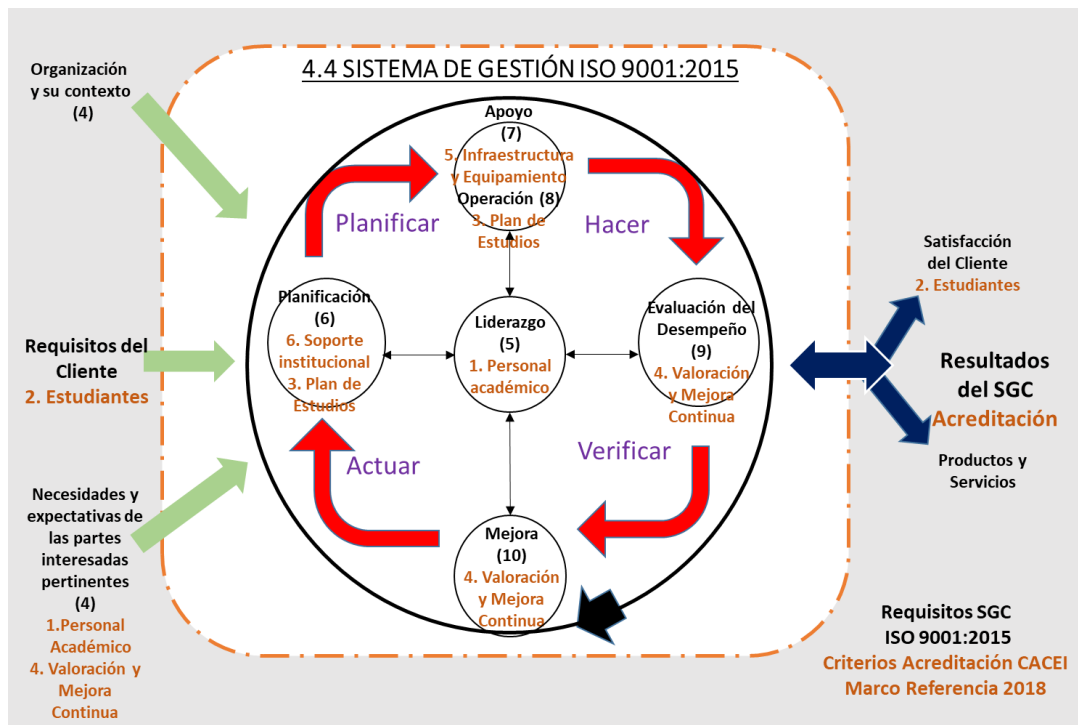 4.4 SISTEMA DE GESTIÓN ISO 9001:2015
Organización
y su contexto
(4)
Requisitos del
Cliente
2. Estudiantes
Necesidades y
expectativas de
las partes
interesadas
pertinentes
(4)
1.Personal
Académico
4. Valoración y
Mejora
Continua
Apoyo
(7)
5. Infraestructura
y Equipamiento
Operación (8)
3. Plan de
Estudios
Planificar
Hacer
Planificación
(6)
6. Soporte
institucional
3. Plan de
Estudios
Liderazgo
(5)
1. Personal
académico
Evaluación del
Desempeño
(9)
4. Valoración
y Mejora
Continua
Actuar
Verificar
Mejora
(10)
4. Valoración
y Mejora
Continua
Satisfacción
del Cliente
2. Estudiantes
Resultados
del SGC
Acreditación
Productos y
Servicios
Requisitos SGC
ISO 9001:2015
Criterios Acreditación CACEI
Marco Referencia 2018